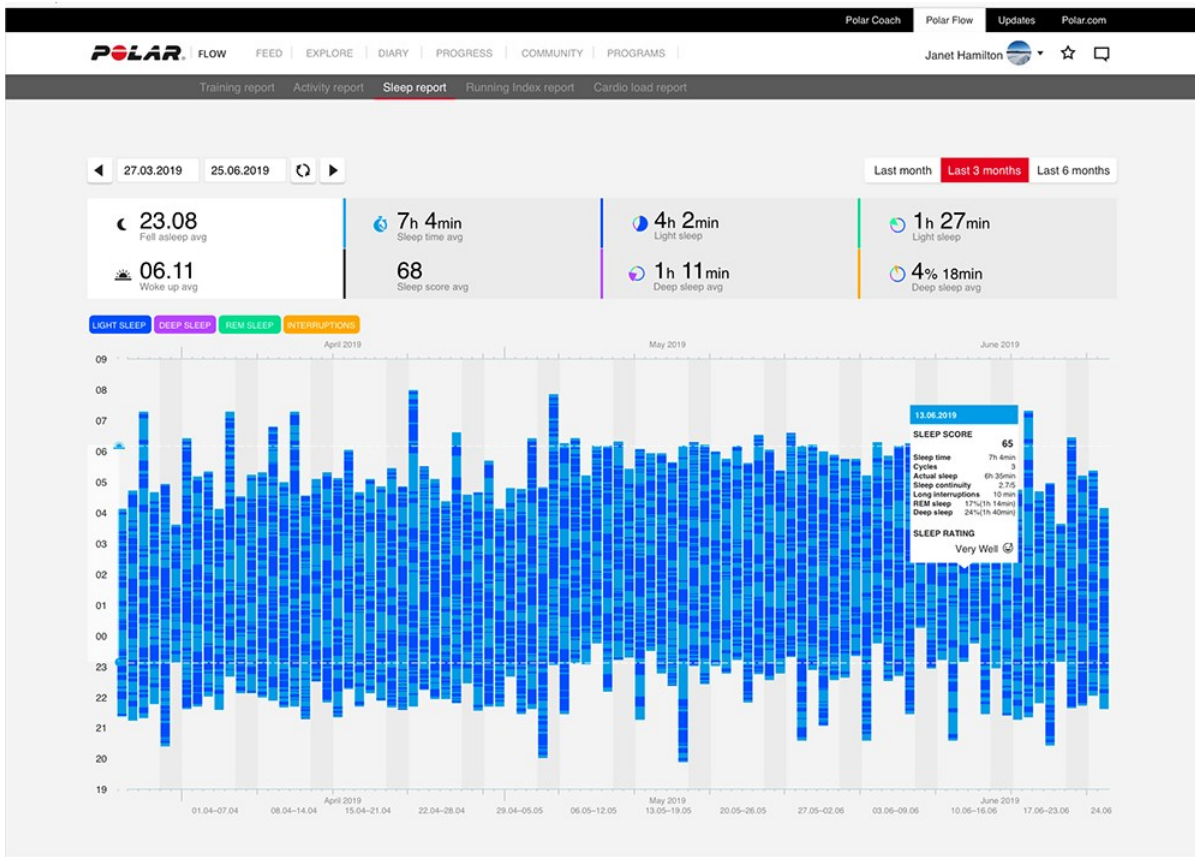 Polar Coach Polar Flow Updates Polar.com
POLAR. FLOW FEED EXPLORE DIARY PROGRESS COMMUNITY PROGRAMS Janet Hamilton
Training report Activity report Sleep report Running Index report Cardio load report
27.03.2019 25.06.2019 Last month Last 3 months Last 6 months
23.08 7h 4min 4h 2min 1h 27min
Fell asleep avg Sleep time avg Light sleep Light sleep
06.11 68 1h 11min 4% 18min
Woke up avg Sleep score avg Deep sleep avg Deep sleep avg
LIGHT SLEEP DEEP SLEEP REM SLEEP INTERRUPTIONS
April 2019 May 2019 June 2019
09
08
07
06
05
04
03
02
01
00
23
22
21
20
19
13.06.2019
SLEEP SCORE
65
Sleep time 7h 4min
Cycles 3
Actual sleep 6h 35min
Sleep continuity 2.7/5
Long interruptions 10 min
REM sleep 17%(1h 14min)
Deep sleep 24%(1h 40min)
SLEEP RATING
Very Well
April 2019 May 2019 June 2019
01.04–07.04 08.04–14.04 15.04–21.04 22.04–28.04 29.04–05.05 06.05–12.05 13.05–19.05 20.05–26.05 27.05–02.06 03.06–09.06 10.06–16.06 17.06–23.06 24.06